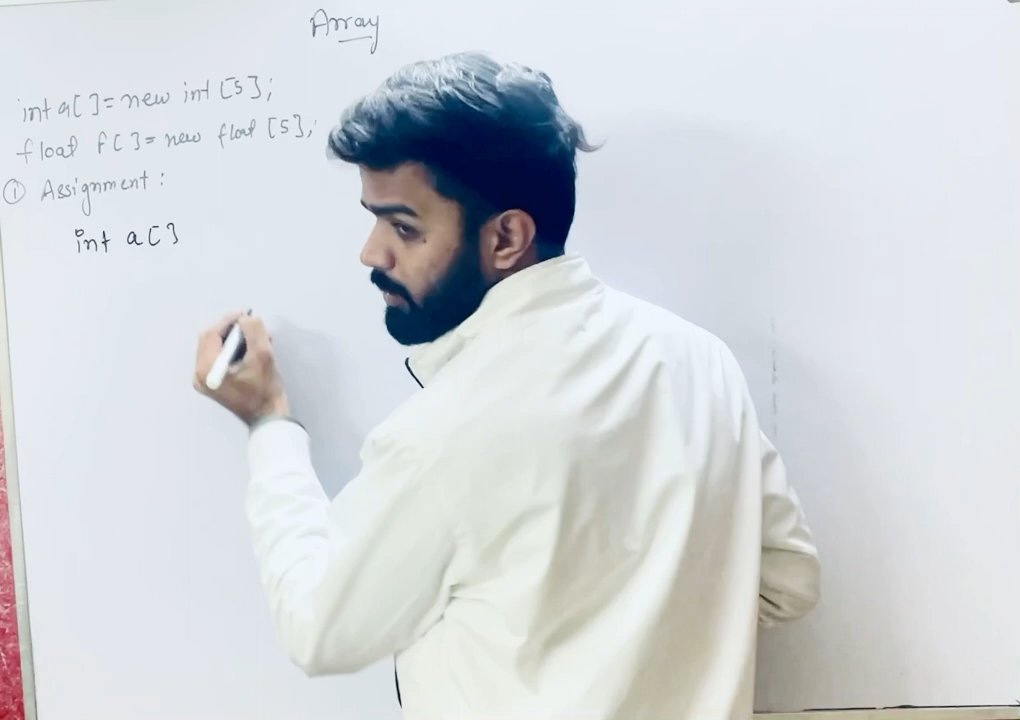 Array
int a[]= new int [5];
float f[]= new float [5];
① Assignment:
int a[]